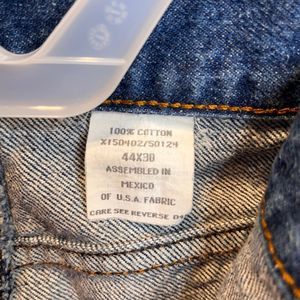 100% COTTON
X150402/50124
44X30
ASSEMBLED IN
MEXICO
OF U.S.A. FABRIC
CARE SEE REVERSE